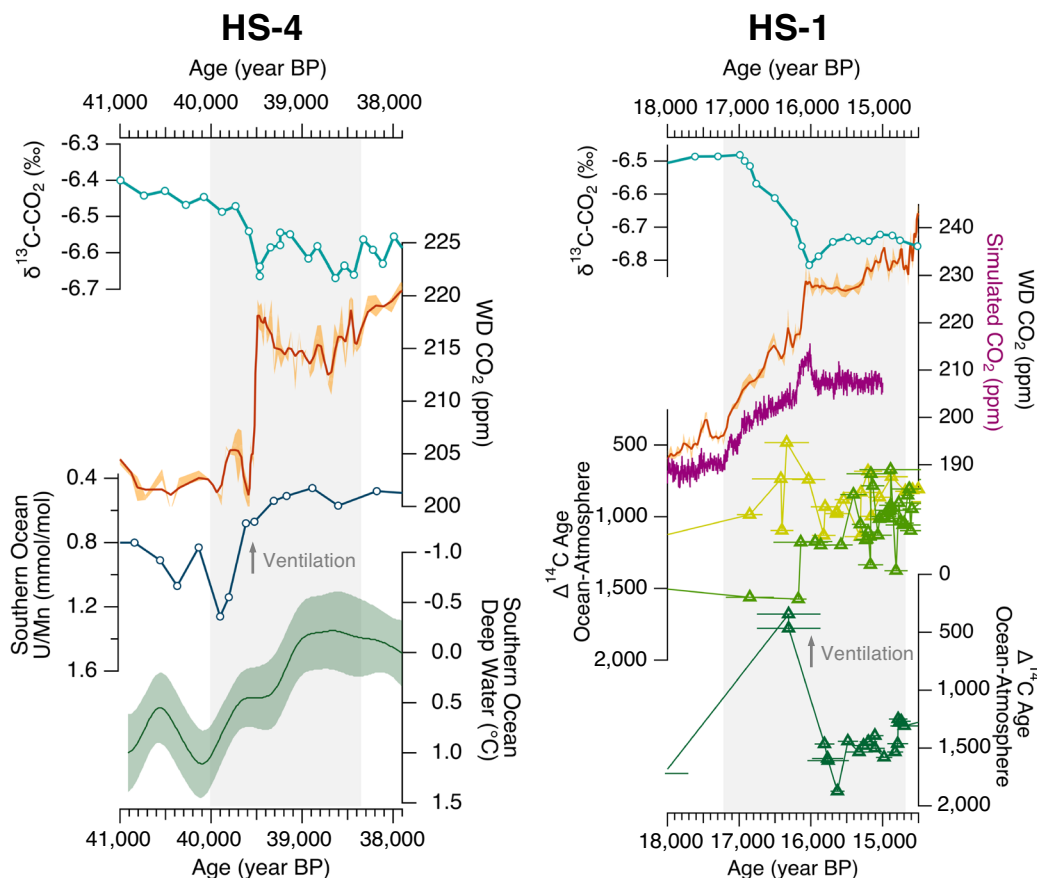 HS-4
Age (year BP)
41,000 40,000 39,000 38,000
δ¹³C-CO₂ (‰)
-6.3
-6.4
-6.5
-6.6
-6.7
WD CO₂ (ppm)
225
220
215
210
205
200
Southern Ocean
U/Mn (mmol/mol)
0.4
0.8
1.2
1.6
Ventilation
Southern Ocean
Deep Water (°C)
-1.0
-0.5
0.0
0.5
1.0
1.5
41,000 40,000 39,000 38,000
Age (year BP)
HS-1
Age (year BP)
18,000 17,000 16,000 15,000
δ¹³C-CO₂ (‰)
-6.5
-6.6
-6.7
-6.8
WD CO₂ (ppm)
Simulated CO₂ (ppm)
240
230
220
210
200
190
Δ¹⁴C Age
Ocean-Atmosphere
500
1,000
1,500
2,000
Ventilation
Δ¹⁴C Age
Ocean-Atmosphere
0
500
1,000
1,500
2,000
18,000 17,000 16,000 15,000
Age (year BP)